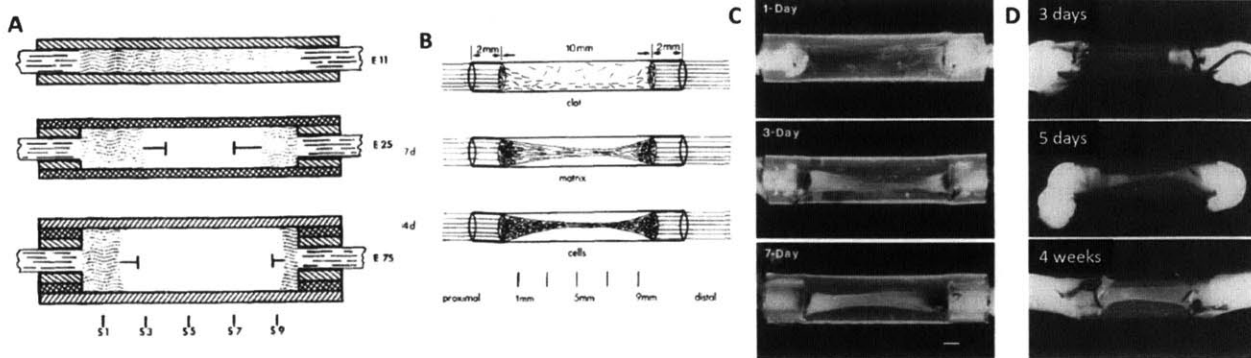 A
E 11
E 25
E 75
S1 S3 S5 S7 S9
B
2mm 10mm 2mm
clot
7d
matrix
4d
cells
1mm 5mm 9mm
proximal distal
C
1-Day
3-Day
7-Day
D
3 days
5 days
4 weeks